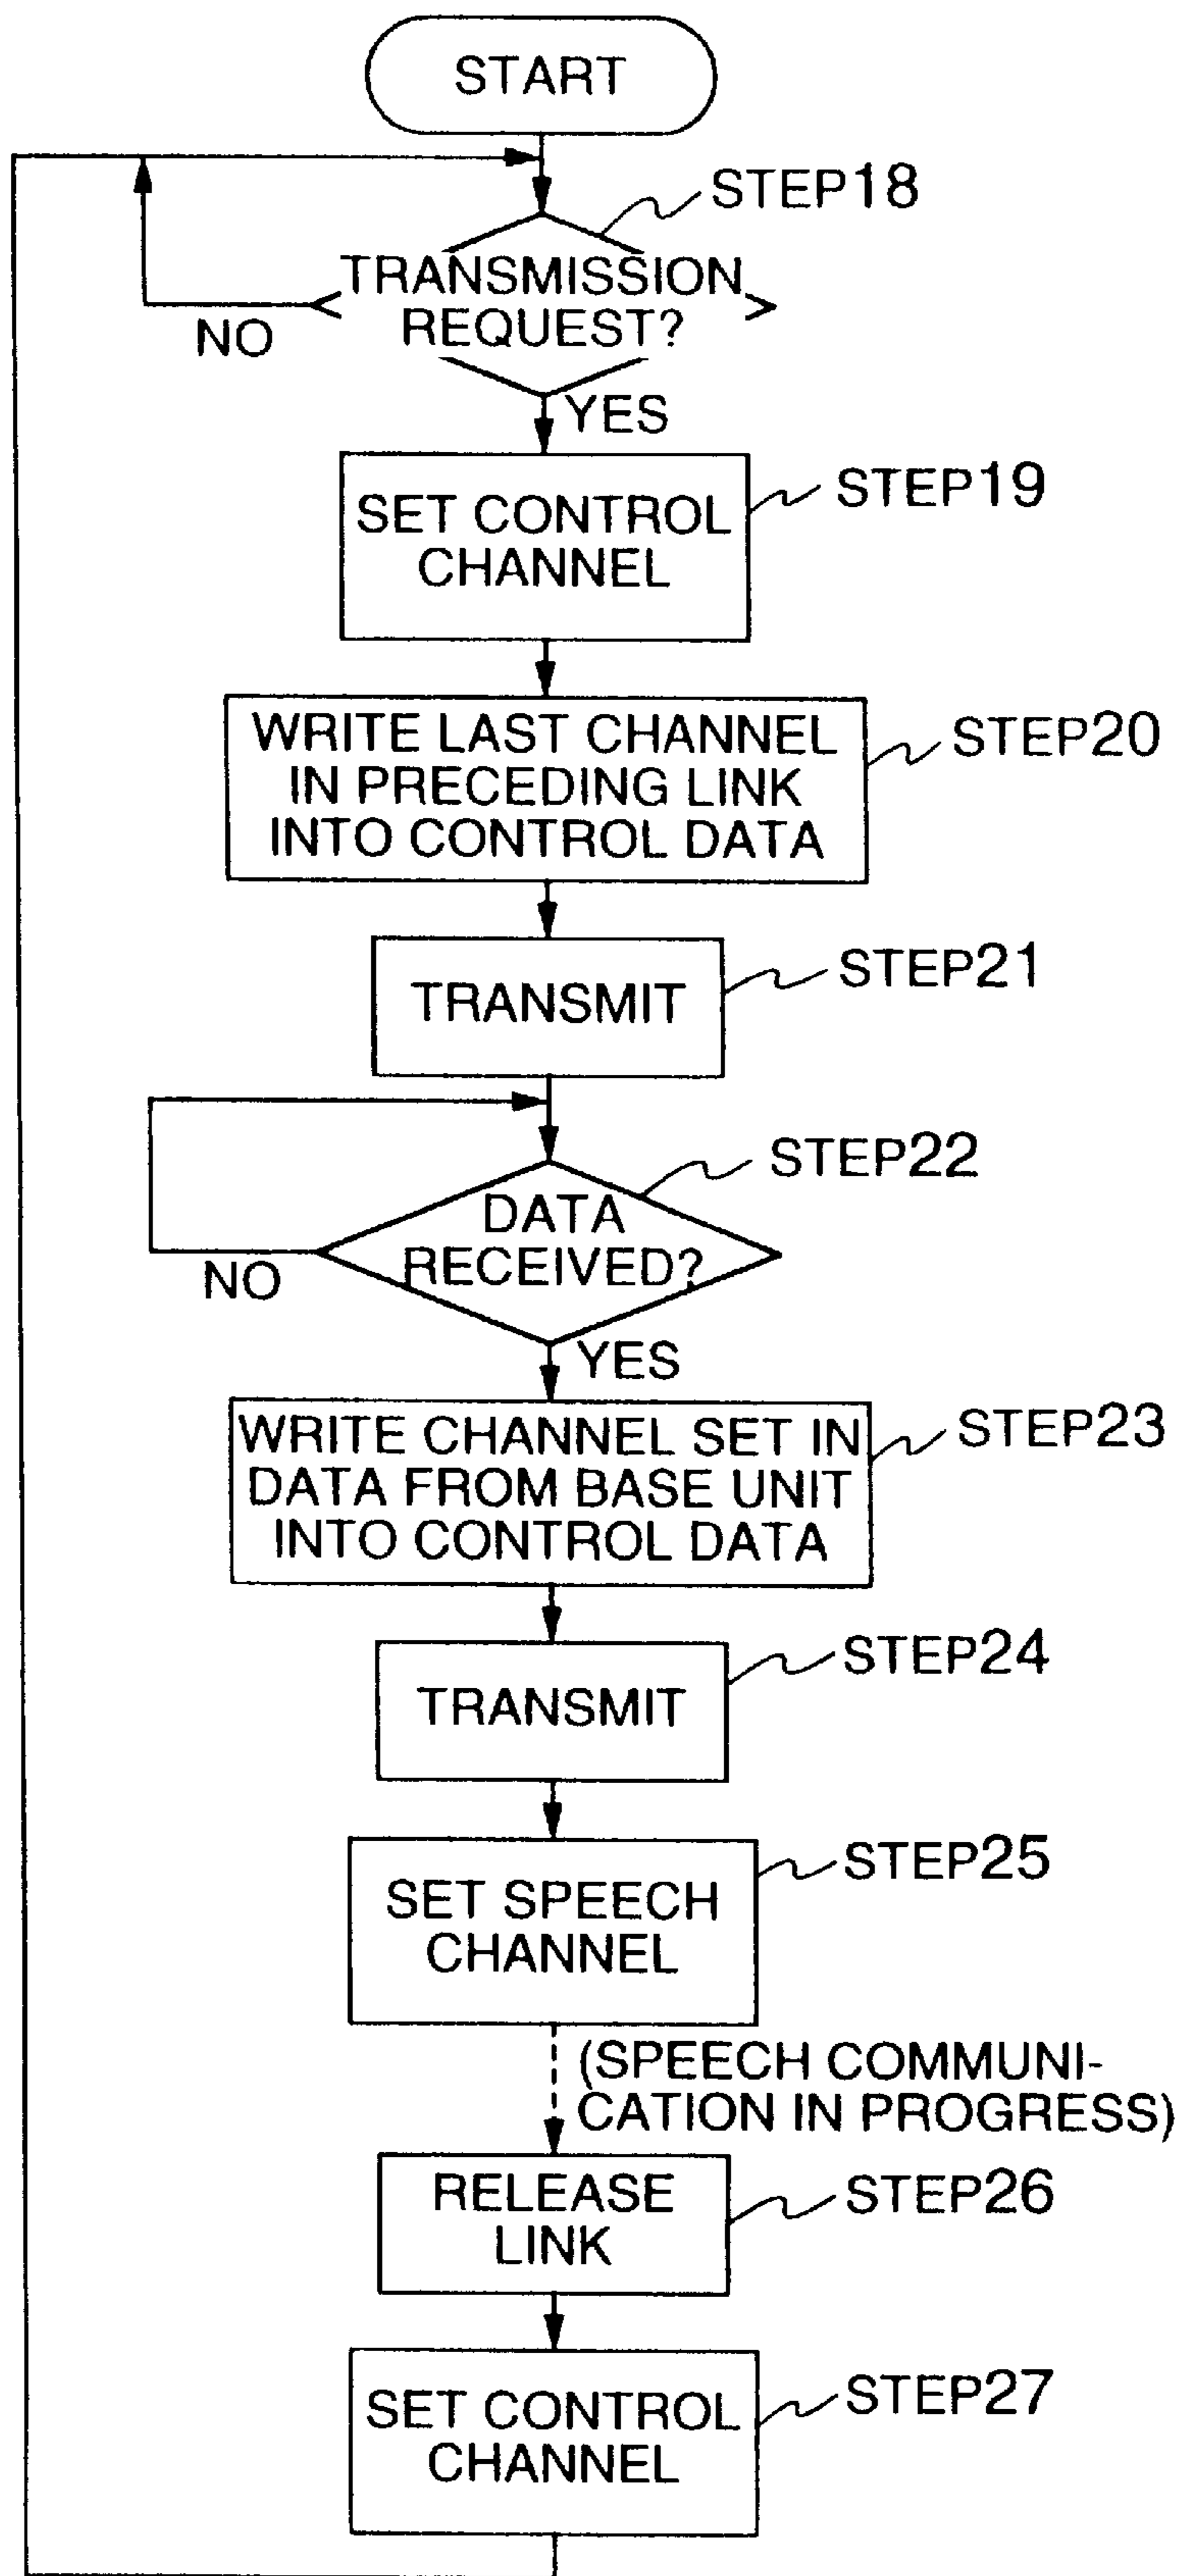 START
STEP18
TRANSMISSION
REQUEST?
NO
YES
SET CONTROL
CHANNEL
STEP19
WRITE LAST CHANNEL
IN PRECEDING LINK
INTO CONTROL DATA
STEP20
TRANSMIT
STEP21
STEP22
DATA
RECEIVED?
NO
YES
WRITE CHANNEL SET IN
DATA FROM BASE UNIT
INTO CONTROL DATA
STEP23
TRANSMIT
STEP24
SET SPEECH
CHANNEL
STEP25
(SPEECH COMMUNI-
CATION IN PROGRESS)
RELEASE
LINK
STEP26
SET CONTROL
CHANNEL
STEP27